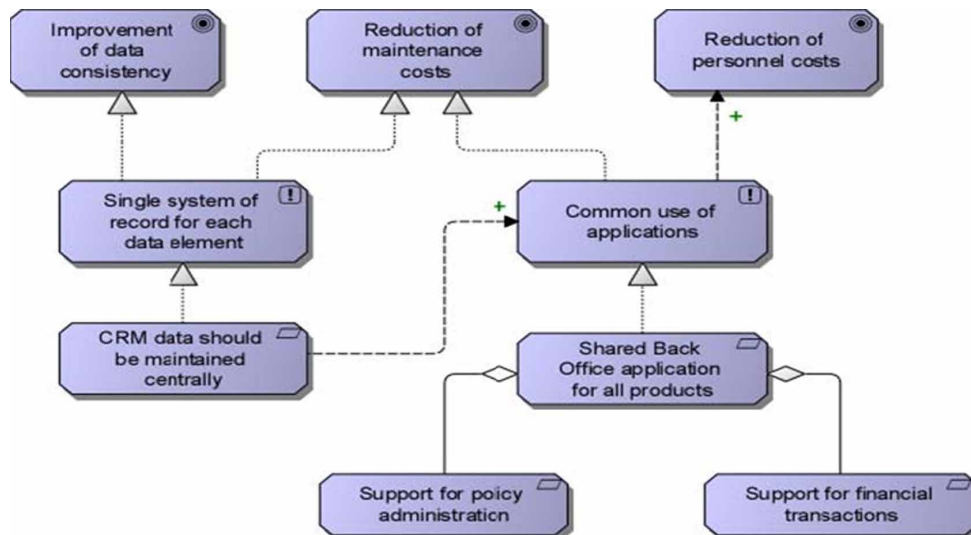 Improvement
of data
consistency
Reduction of
maintenance
costs
Reduction of
personnel costs
+
Single system of
record for each
data element
+
Common use of
applications
CRM data should
be maintained
centrally
Shared Back
Office application
for all products
Support for policy
administration
Support for financial
transactions